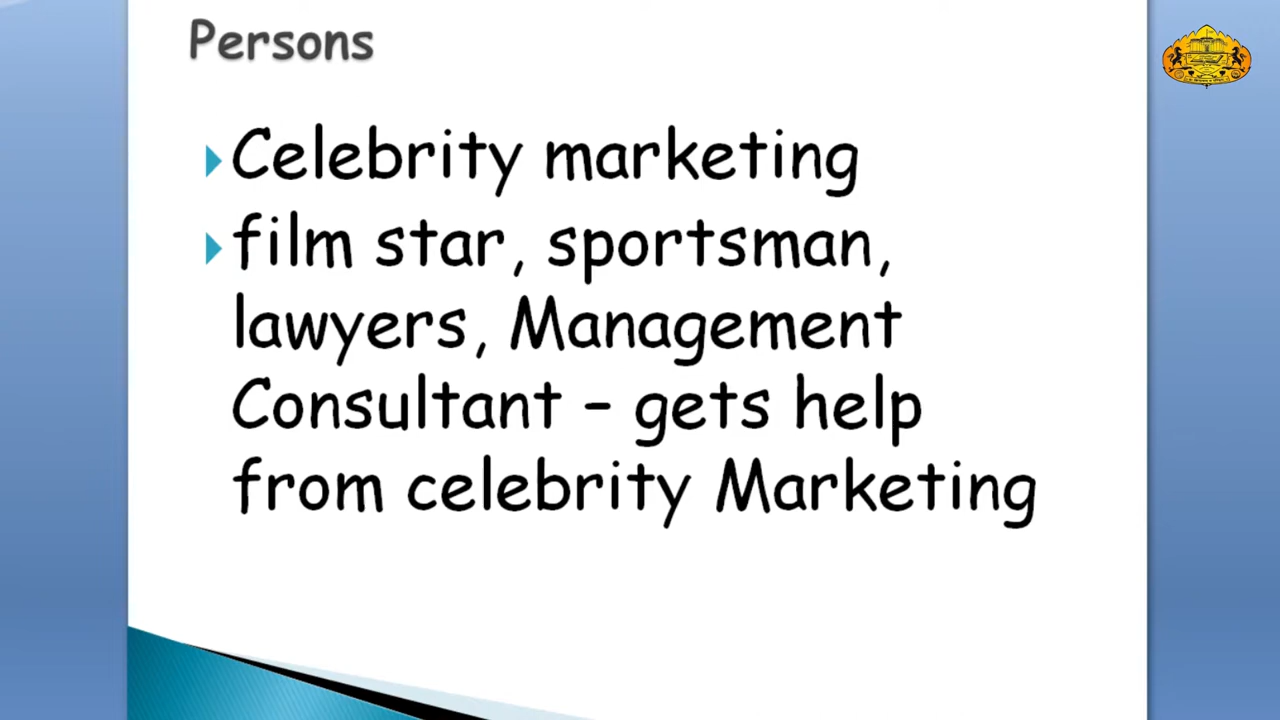 Persons
Celebrity marketing
film star, sportsman,
lawyers, Management
Consultant – gets help
from celebrity Marketing